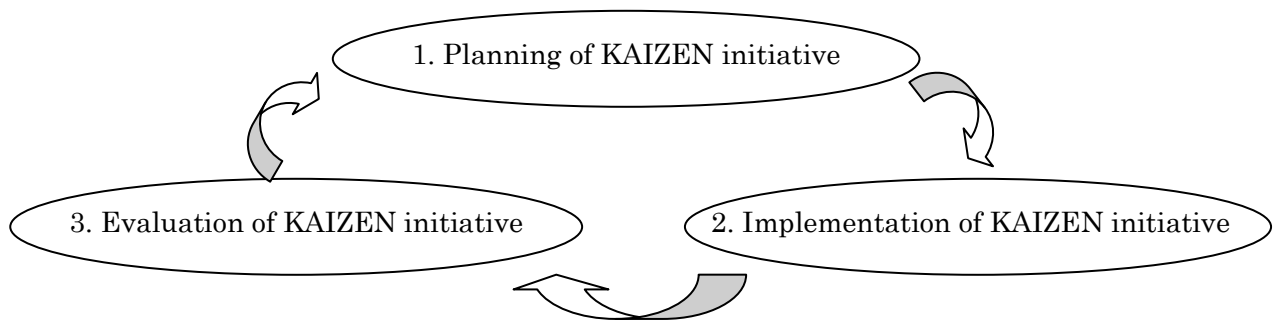 1. Planning of KAIZEN initiative
3. Evaluation of KAIZEN initiative
2. Implementation of KAIZEN initiative